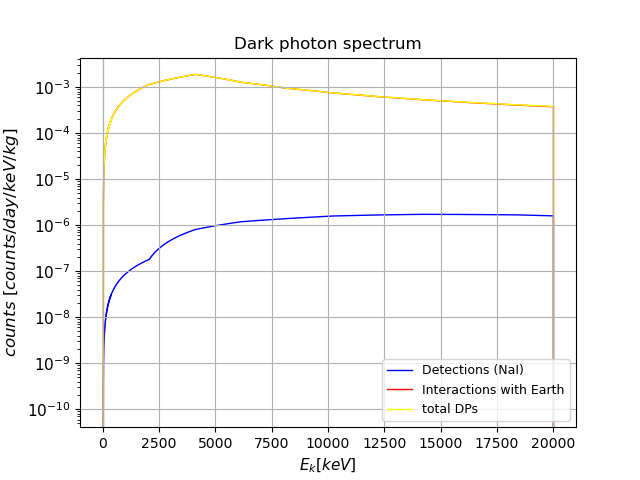 Dark photon spectrum
counts [counts/day/keV/kg]
10⁻³
10⁻⁴
10⁻⁵
10⁻⁶
10⁻⁷
10⁻⁸
10⁻⁹
10⁻¹⁰
Detections (NaI)
Interactions with Earth
total DPs
0 2500 5000 7500 10000 12500 15000 17500 20000
Eₖ[keV]